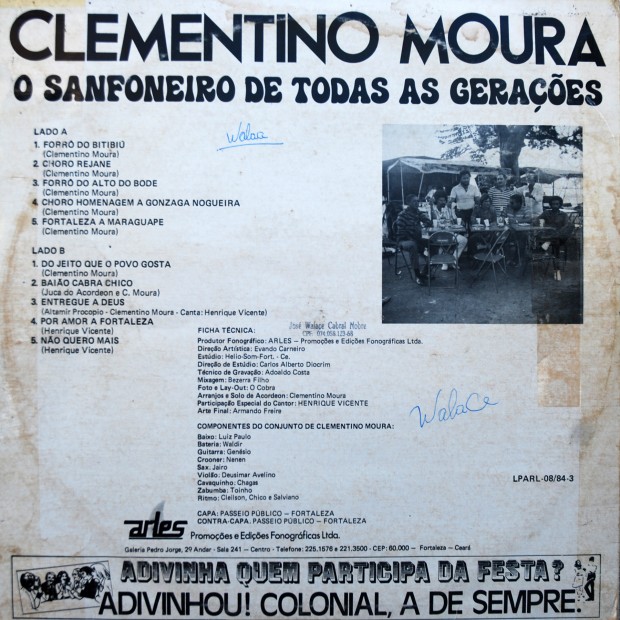 CLEMENTINO MOURA
O SANFONEIRO DE TODAS AS GERAÇÕES
LADO A
1. FORRÓ DO BITIBIÚ
(Clementino Moura)
2. CHORO REJANE
(Clementino Moura)
3. FORRÓ DO ALTO DO BODE
(Clementino Moura)
4. CHORO HOMENAGEM A GONZAGA NOGUEIRA
(Clementino Moura)
5. FORTALEZA A MARAGUAPE
(Clementino Moura)
Walace
LADO B
1. DO JEITO QUE O POVO GOSTA
(Clementino Moura)
2. BAIÃO CABRA CHICO
(Juca do Acordeon e C. Moura)
3. ENTREGUE A DEUS
(Altamir Procopio - Clementino Moura - Canta: Henrique Vicente)
4. POR AMOR A FORTALEZA
(Henrique Vicente)
5. NÃO QUERO MAIS
(Henrique Vicente)
José Walace Cabral Nobre
CPF. 074.058.123-68
FICHA TÉCNICA:
Produtor Fonográfico: ARLES – Promoções e Edições Fonográficas Ltda.
Direção Artística: Evando Carneiro
Estúdio: Helio-Som-Fort. - Ce.
Direção de Estúdio: Carlos Alberto Diocrim
Técnico de Gravação: Adoaldo Costa
Mixagem: Bezerra Filho
Foto e Lay-Out: O Cobra
Arranjos e Solo de Acordeon: Clementino Moura
Participação Especial do Cantor: HENRIQUE VICENTE
Arte Final: Armando Freire
Walace
COMPONENTES DO CONJUNTO DE CLEMENTINO MOURA:
Baixo: Luiz Paulo
Bateria: Waldir
Guitarra: Genésio
Crooner: Nenen
Sax. Jairo
Violão: Deusimar Avelino
Cavaquinho: Chagas
Zabumba: Toinho
Ritmo: Cleilson, Chico e Salviano
LPARL-08/84-3
CAPA: PASSEIO PÚBLICO – FORTALEZA
CONTRA-CAPA: PASSEIO PÚBLICO – FORTALEZA
arles Promoções e Edições Fonográficas Ltda.
Galeria Pedro Jorge, 2º Andar - Sala 241 – Centro - Telefone: 225.1576 e 221.3500 - CEP: 60.000 – Fortaleza – Ceará
ADIVINHA QUEM PARTICIPA DA FESTA?
ADIVINHOU! COLONIAL, A DE SEMPRE.